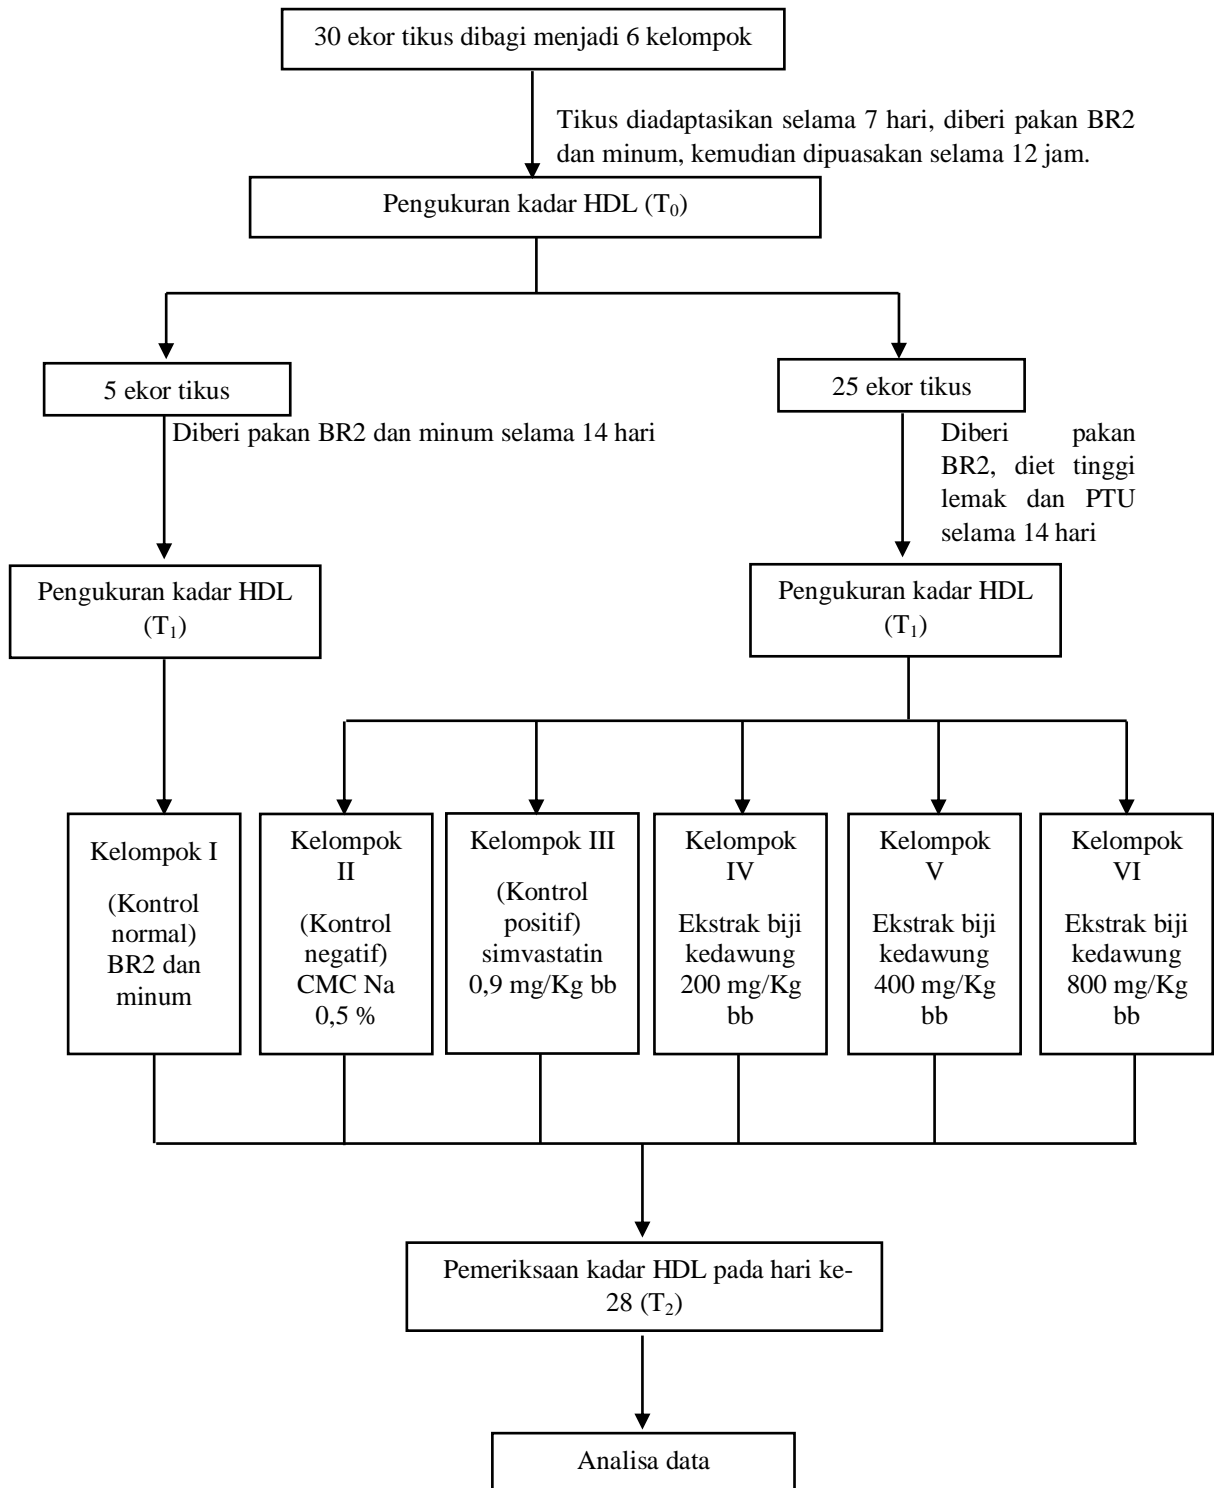 30 ekor tikus dibagi menjadi 6 kelompok
Tikus diadaptasikan selama 7 hari, diberi pakan BR2
dan minum, kemudian dipuasakan selama 12 jam.
Pengukuran kadar HDL (T₀)
5 ekor tikus
25 ekor tikus
Diberi pakan BR2 dan minum selama 14 hari
Diberi pakan
BR2, diet tinggi
lemak dan PTU
selama 14 hari
Pengukuran kadar HDL
(T₁)
Pengukuran kadar HDL
(T₁)
Kelompok I
(Kontrol
normal)
BR2 dan
minum
Kelompok
II
(Kontrol
negatif)
CMC Na
0,5 %
Kelompok III
(Kontrol
positif)
simvastatin
0,9 mg/Kg bb
Kelompok
IV
Ekstrak biji
kedawung
200 mg/Kg
bb
Kelompok
V
Ekstrak biji
kedawung
400 mg/Kg
bb
Kelompok
VI
Ekstrak biji
kedawung
800 mg/Kg
bb
Pemeriksaan kadar HDL pada hari ke-
28 (T₂)
Analisa data